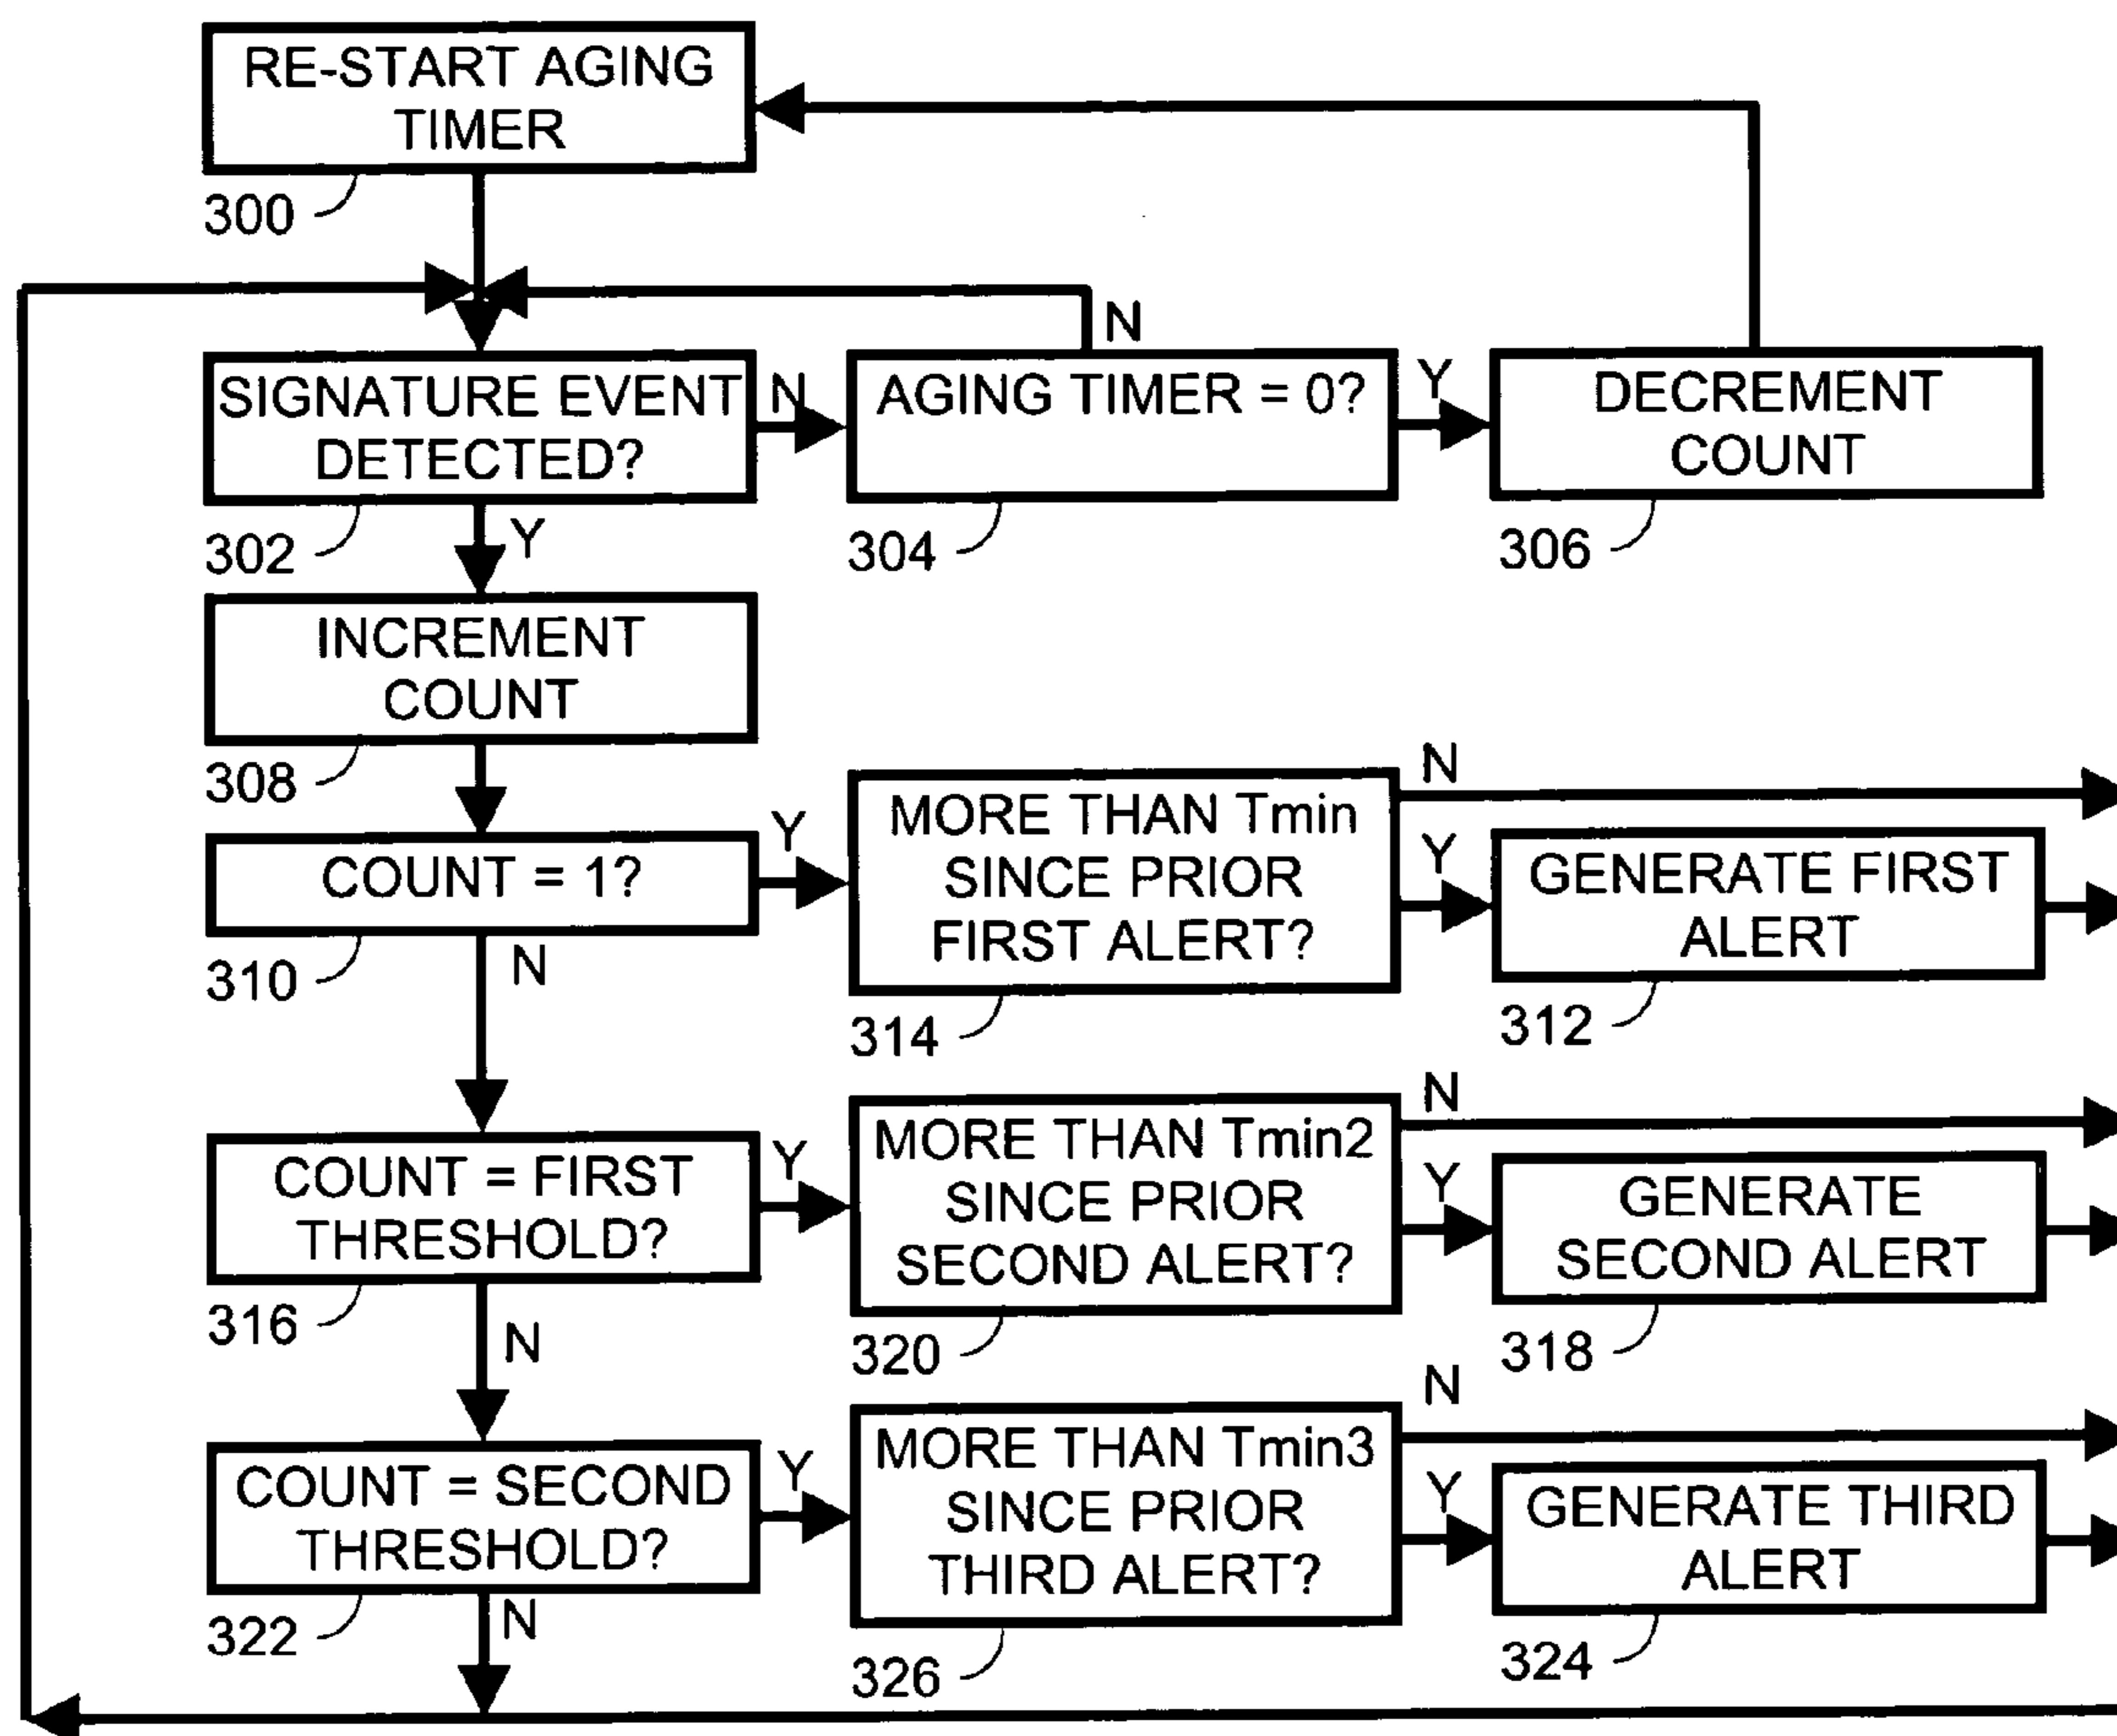 RE-START AGING
TIMER
300
N
SIGNATURE EVENT
DETECTED?
302
N
AGING TIMER = 0?
304
Y
DECREMENT
COUNT
306
Y
INCREMENT
COUNT
308
COUNT = 1?
310
Y
MORE THAN Tmin
SINCE PRIOR
FIRST ALERT?
314
N
Y
GENERATE FIRST
ALERT
312
N
COUNT = FIRST
THRESHOLD?
316
Y
MORE THAN Tmin2
SINCE PRIOR
SECOND ALERT?
320
N
Y
GENERATE
SECOND ALERT
318
N
COUNT = SECOND
THRESHOLD?
322
Y
MORE THAN Tmin3
SINCE PRIOR
THIRD ALERT?
326
N
Y
GENERATE THIRD
ALERT
324
N